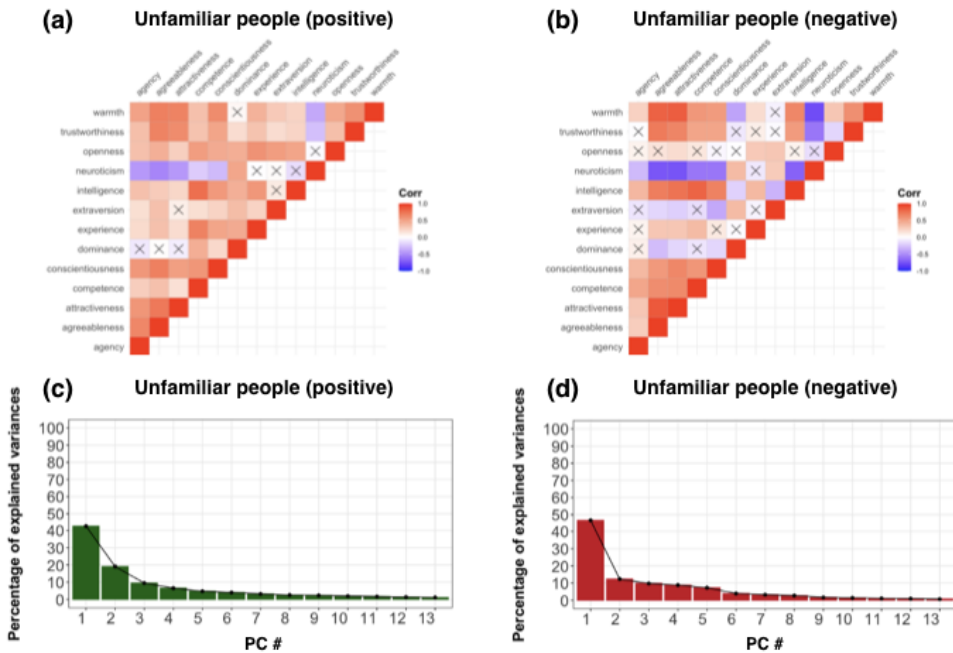 (a) Unfamiliar people (positive)
agency agreeableness attractiveness competence conscientiousness dominance experience extraversion intelligence neuroticism openness trustworthiness warmth
warmth
trustworthiness
openness
neuroticism
intelligence
extraversion
experience
dominance
conscientiousness
competence
attractiveness
agreeableness
agency
Corr
1.0
0.5
0.0
-0.5
-1.0
(b) Unfamiliar people (negative)
agency agreeableness attractiveness competence conscientiousness dominance experience extraversion intelligence neuroticism openness trustworthiness warmth
warmth
trustworthiness
openness
neuroticism
intelligence
extraversion
experience
dominance
conscientiousness
competence
attractiveness
agreeableness
agency
Corr
1.0
0.5
0.0
-0.5
-1.0
(c) Unfamiliar people (positive)
Percentage of explained variances
100
90
80
70
60
50
40
30
20
10
0
1 2 3 4 5 6 7 8 9 10 11 12 13
PC #
(d) Unfamiliar people (negative)
Percentage of explained variances
100
90
80
70
60
50
40
30
20
10
0
1 2 3 4 5 6 7 8 9 10 11 12 13
PC #